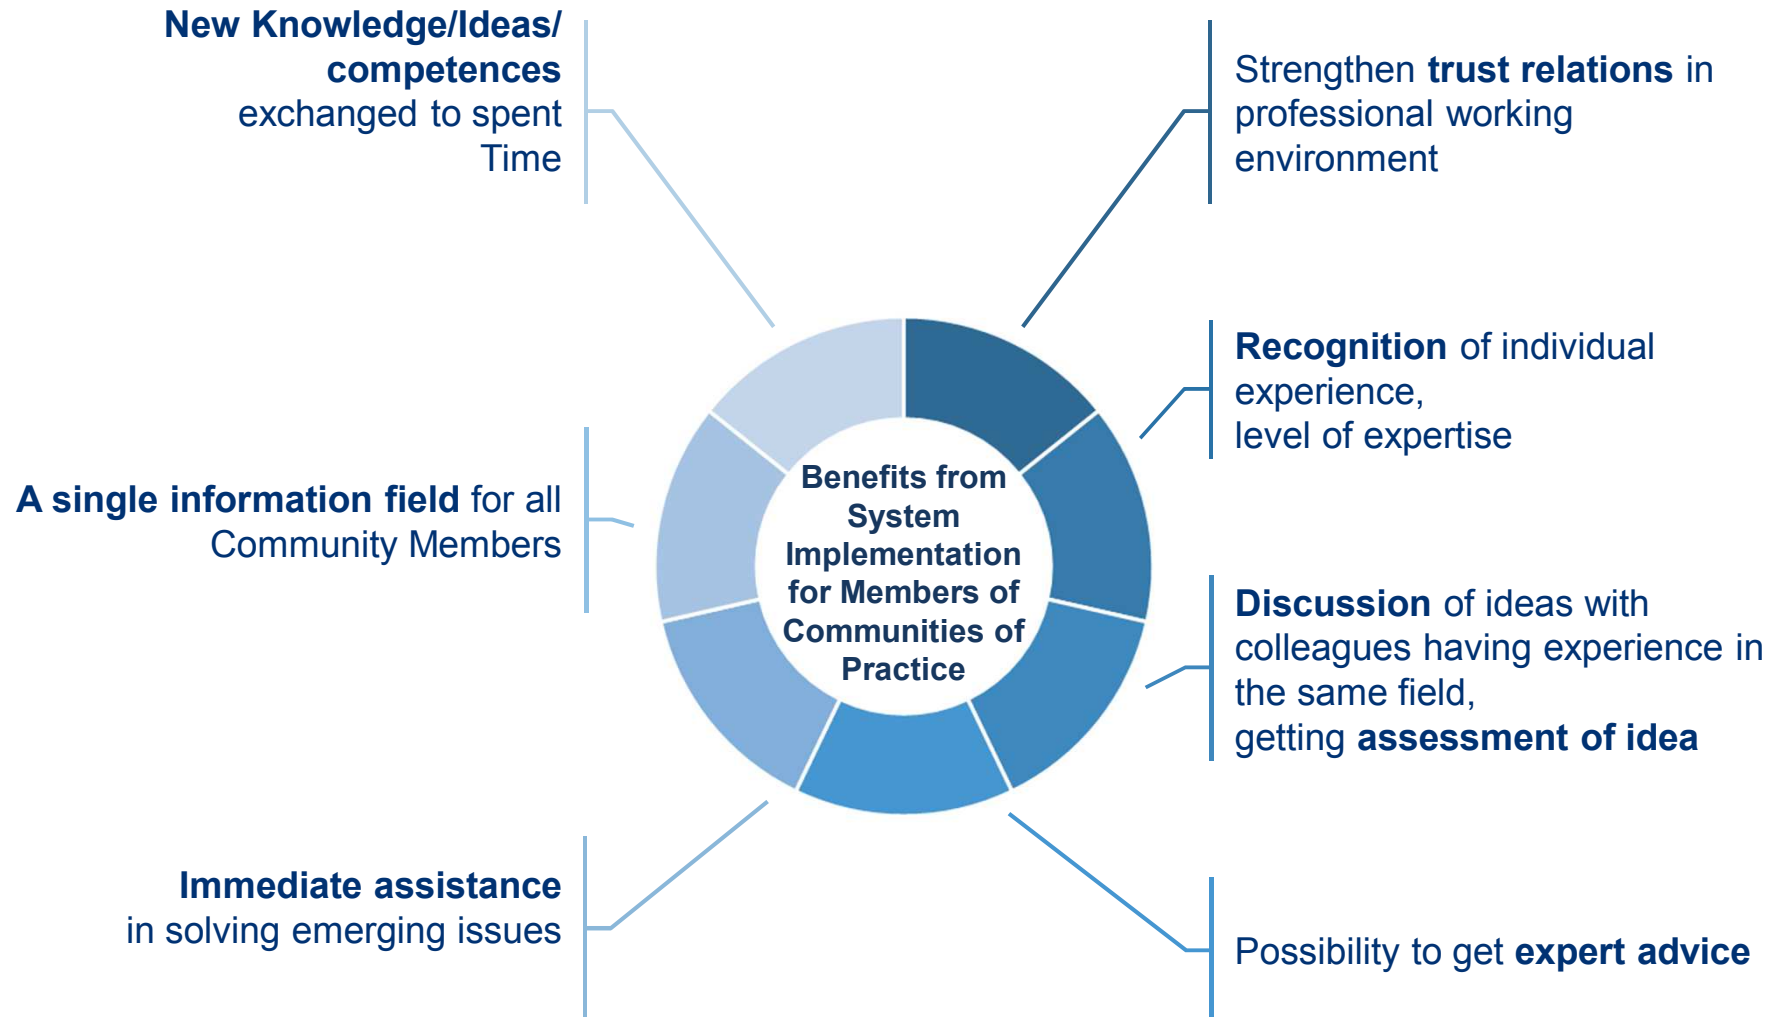 New Knowledge/Ideas/
competences
exchanged to spent
Time
Strengthen trust relations in
professional working
environment
Recognition of individual
experience,
level of expertise
A single information field for all
Community Members
Benefits from
System
Implementation
for Members of
Communities of
Practice
Discussion of ideas with
colleagues having experience in
the same field,
getting assessment of idea
Immediate assistance
in solving emerging issues
Possibility to get expert advice